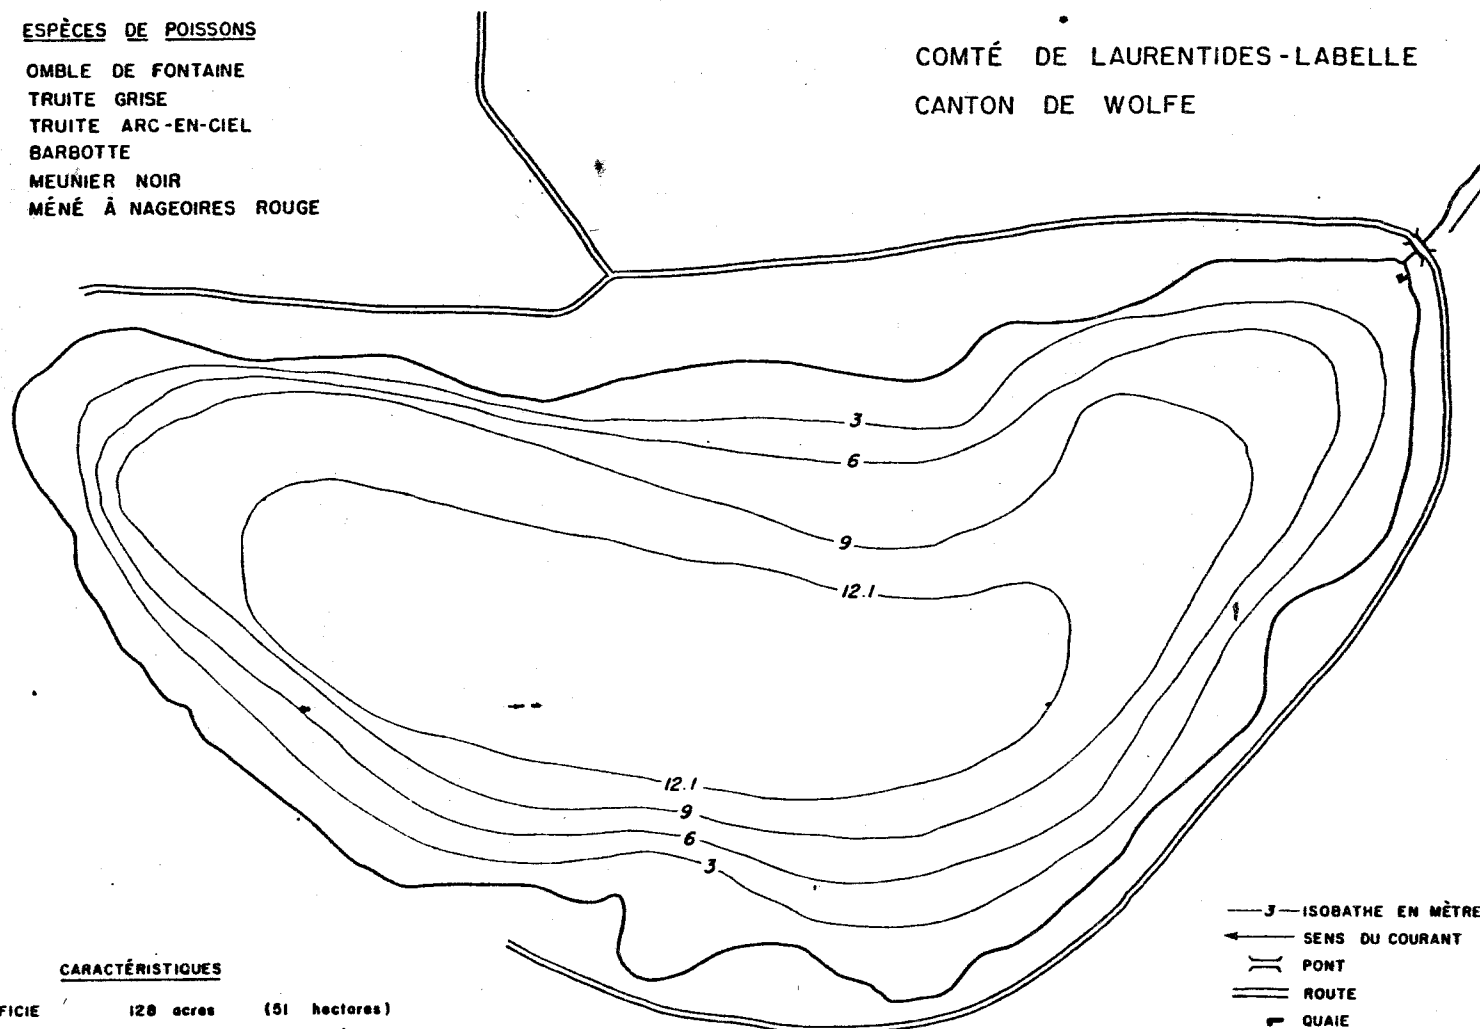 ESPÈCES DE POISSONS
OMBLE DE FONTAINE
TRUITE GRISE
TRUITE ARC-EN-CIEL
BARBOTTE
MEUNIER NOIR
MÉNÉ À NAGEOIRES ROUGE
COMTÉ DE LAURENTIDES-LABELLE
CANTON DE WOLFE
3
6
9
12.1
12.1
9
6
3
CARACTÉRISTIQUES
FICIE 128 acres (51 hectares)
3 ISOBATHE EN MÈTRE
SENS DU COURANT
PONT
ROUTE
QUAIE